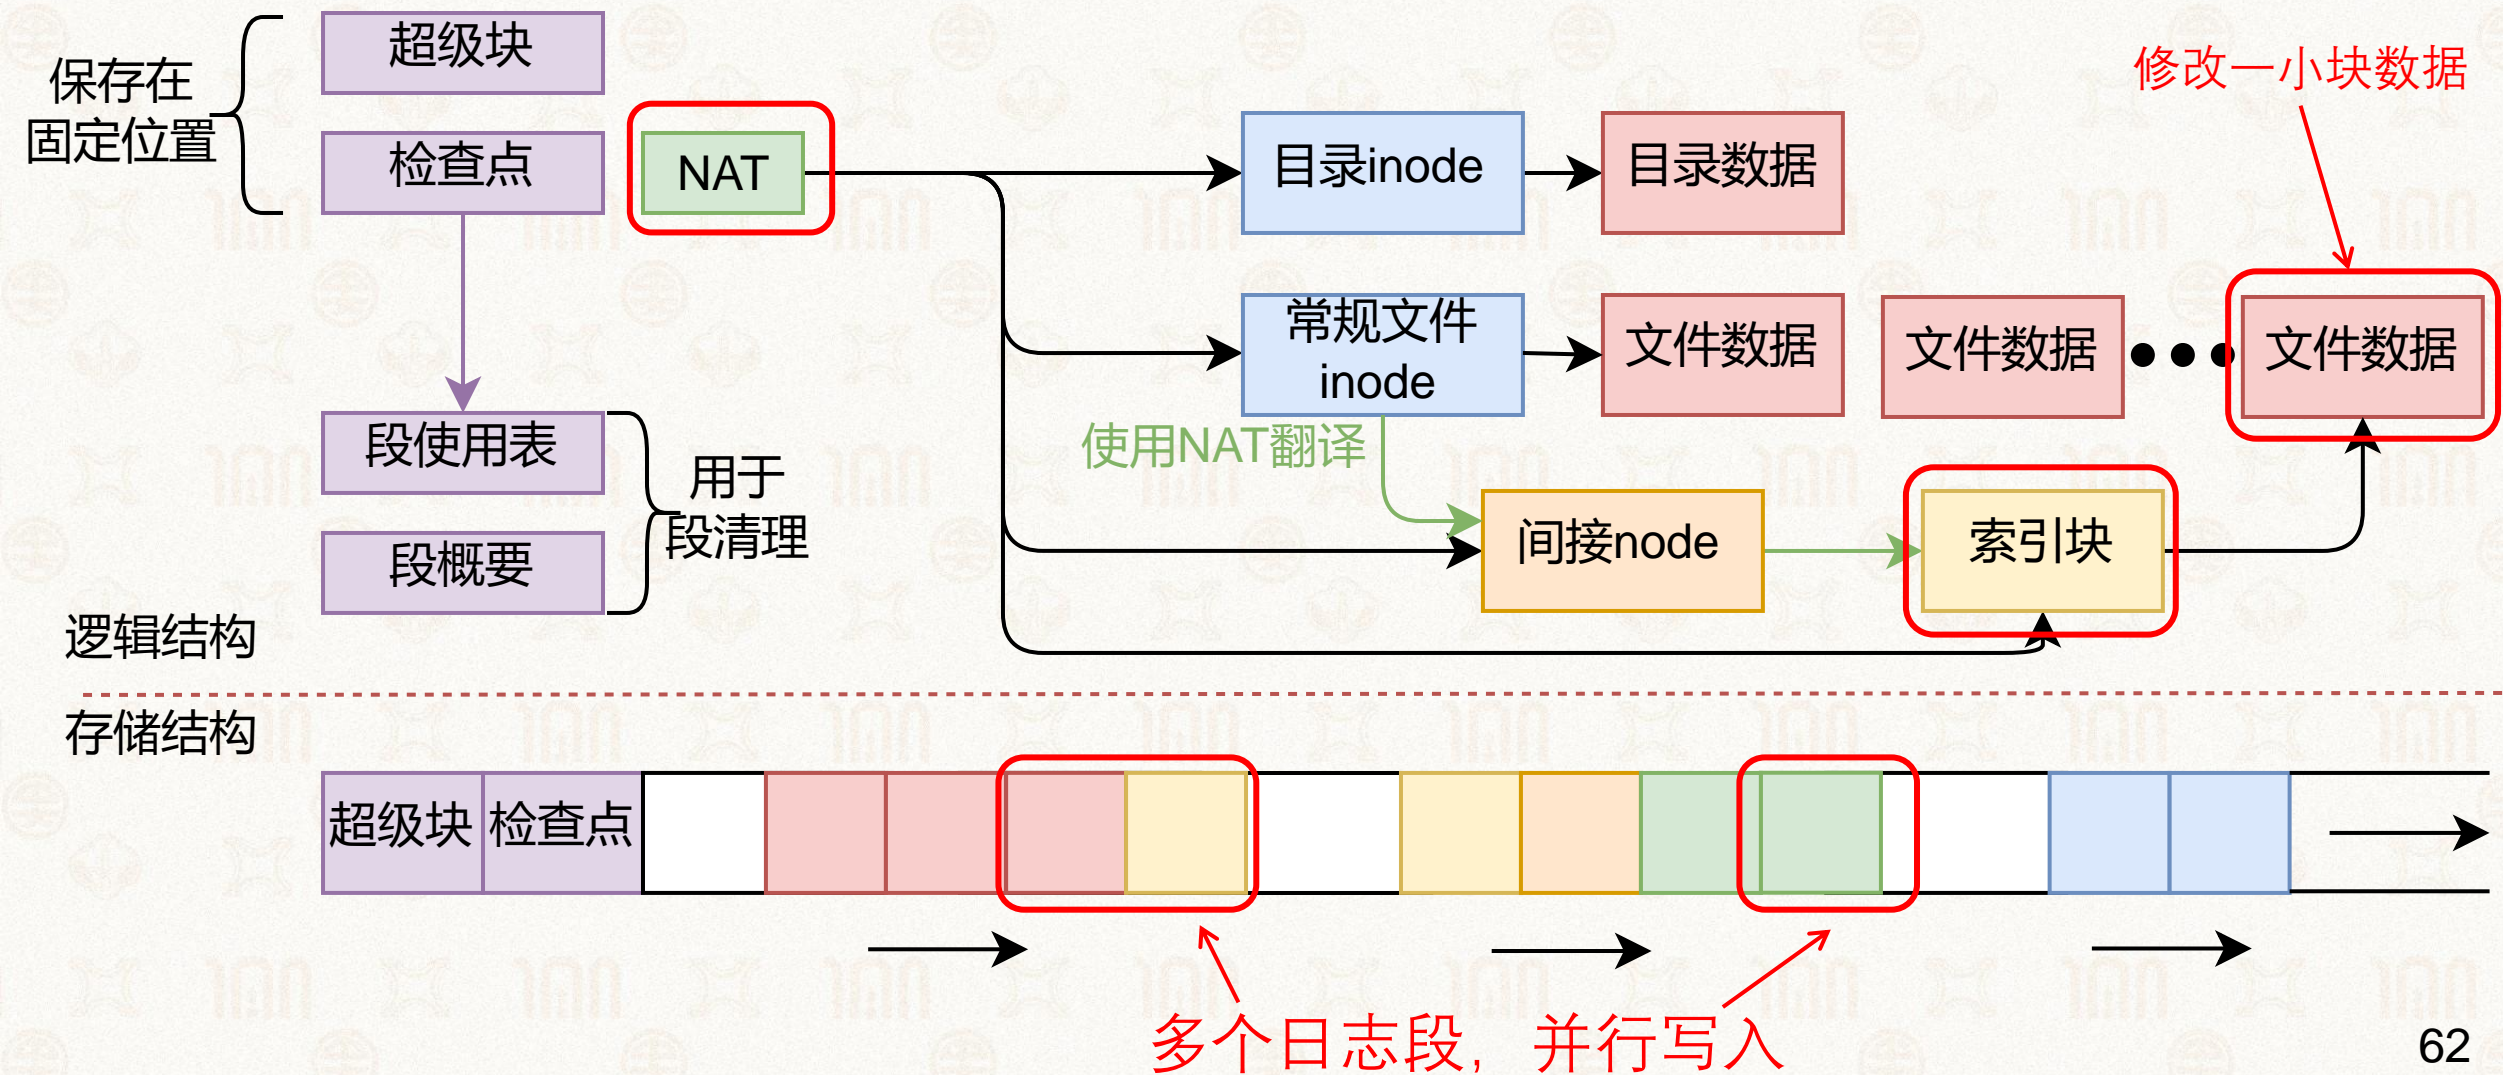 超级块
保存在
固定位置
检查点
NAT
目录inode
目录数据
修改一小块数据
常规文件
inode
文件数据
文件数据
文件数据
使用NAT翻译
段使用表
用于
段清理
段概要
间接node
索引块
逻辑结构
存储结构
超级块
检查点
多个日志段，并行写入
62